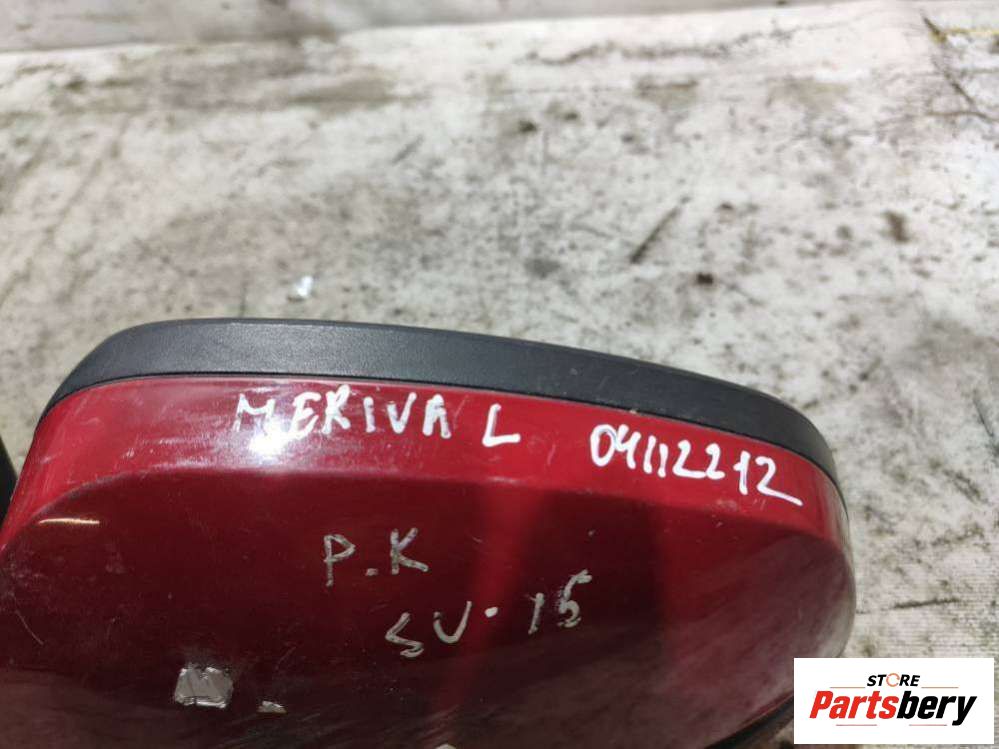 MERIVA L 04112212
P.K
SU-15
STORE
Partsbery